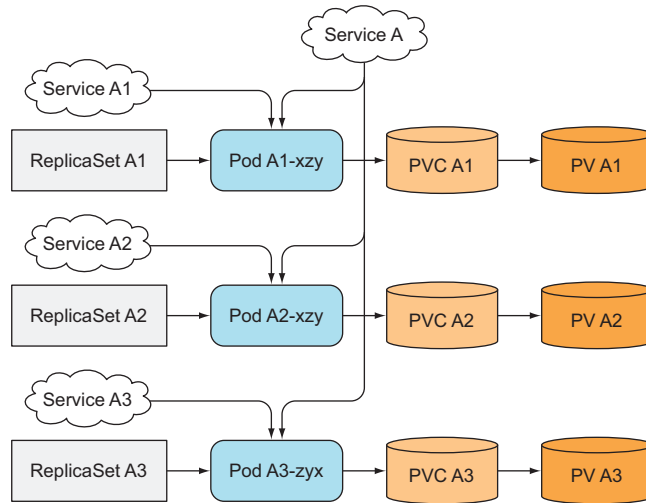 Service A
Service A1
ReplicaSet A1
Pod A1-xzy
PVC A1
PV A1
Service A2
ReplicaSet A2
Pod A2-xzy
PVC A2
PV A2
Service A3
ReplicaSet A3
Pod A3-zyx
PVC A3
PV A3